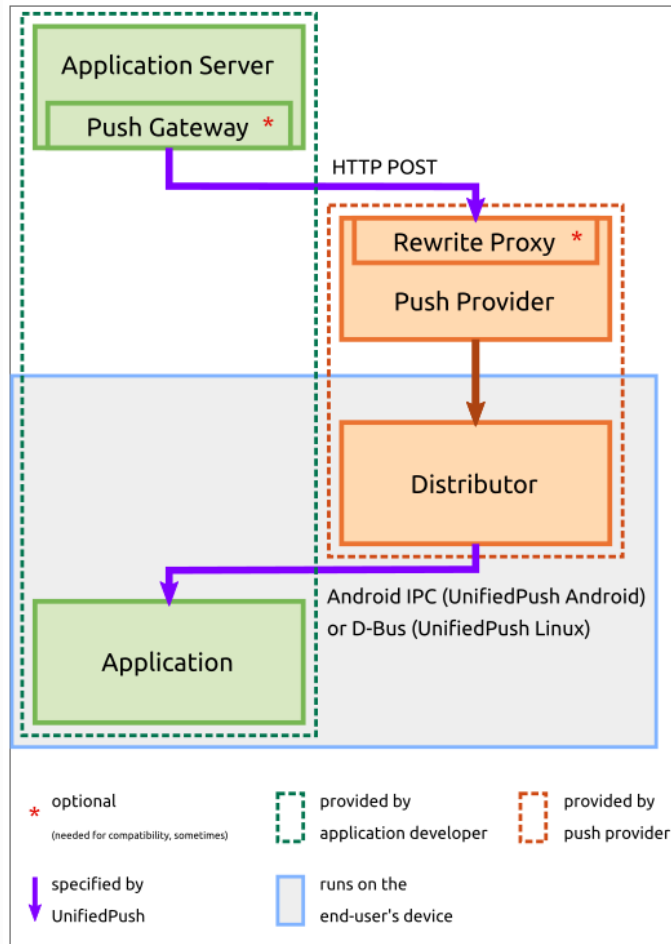 Application Server
Push Gateway *
HTTP POST
Rewrite Proxy *
Push Provider
Distributor
Android IPC (UnifiedPush Android)
or D-Bus (UnifiedPush Linux)
Application
* optional
(needed for compatibility, sometimes)
provided by
application developer
provided by
push provider
specified by
UnifiedPush
runs on the
end-user's device